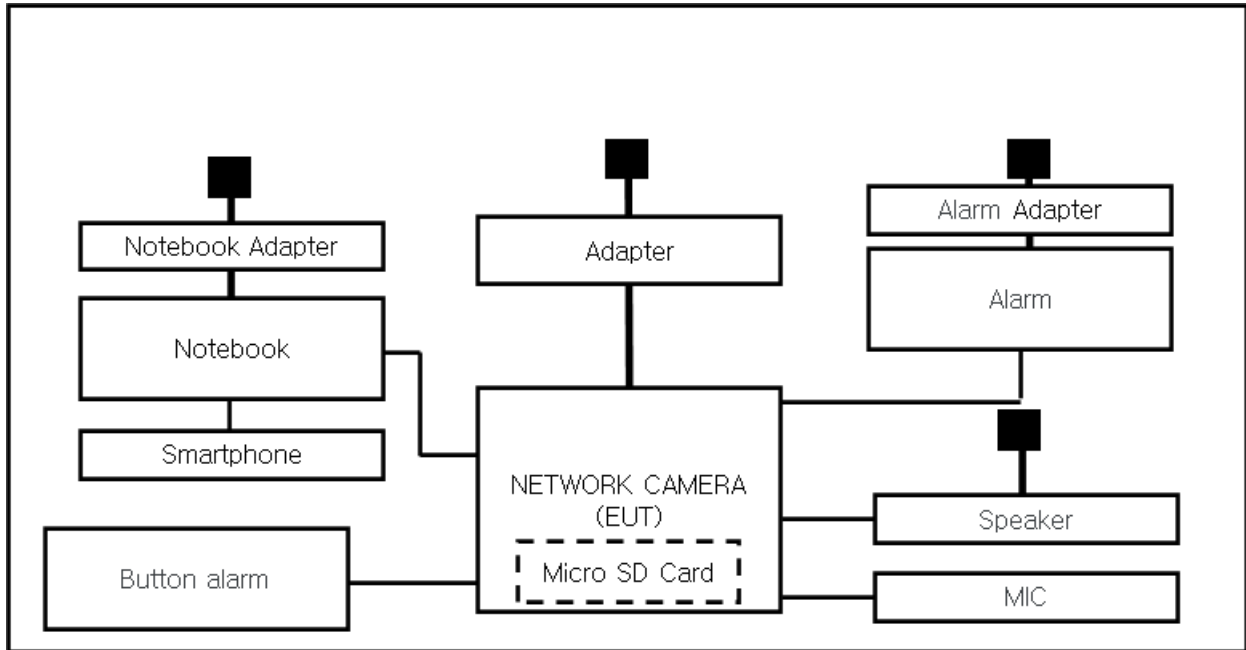 Notebook Adapter
Adapter
Alarm Adapter
Notebook
Alarm
Smartphone
NETWORK CAMERA
(EUT)
Micro SD Card
Speaker
Button alarm
MIC